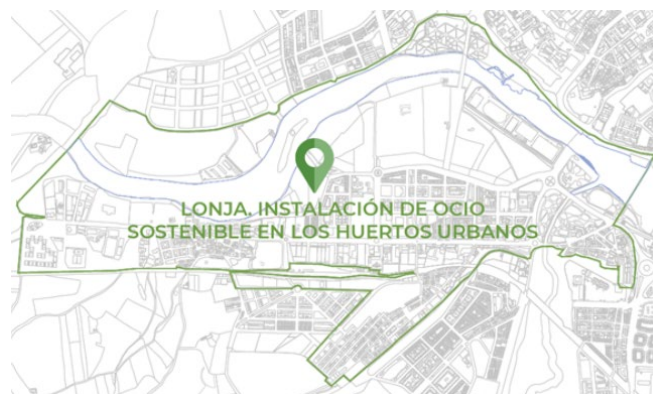 LONJA. INSTALACIÓN DE OCIO
SOSTENIBLE EN LOS HUERTOS URBANOS